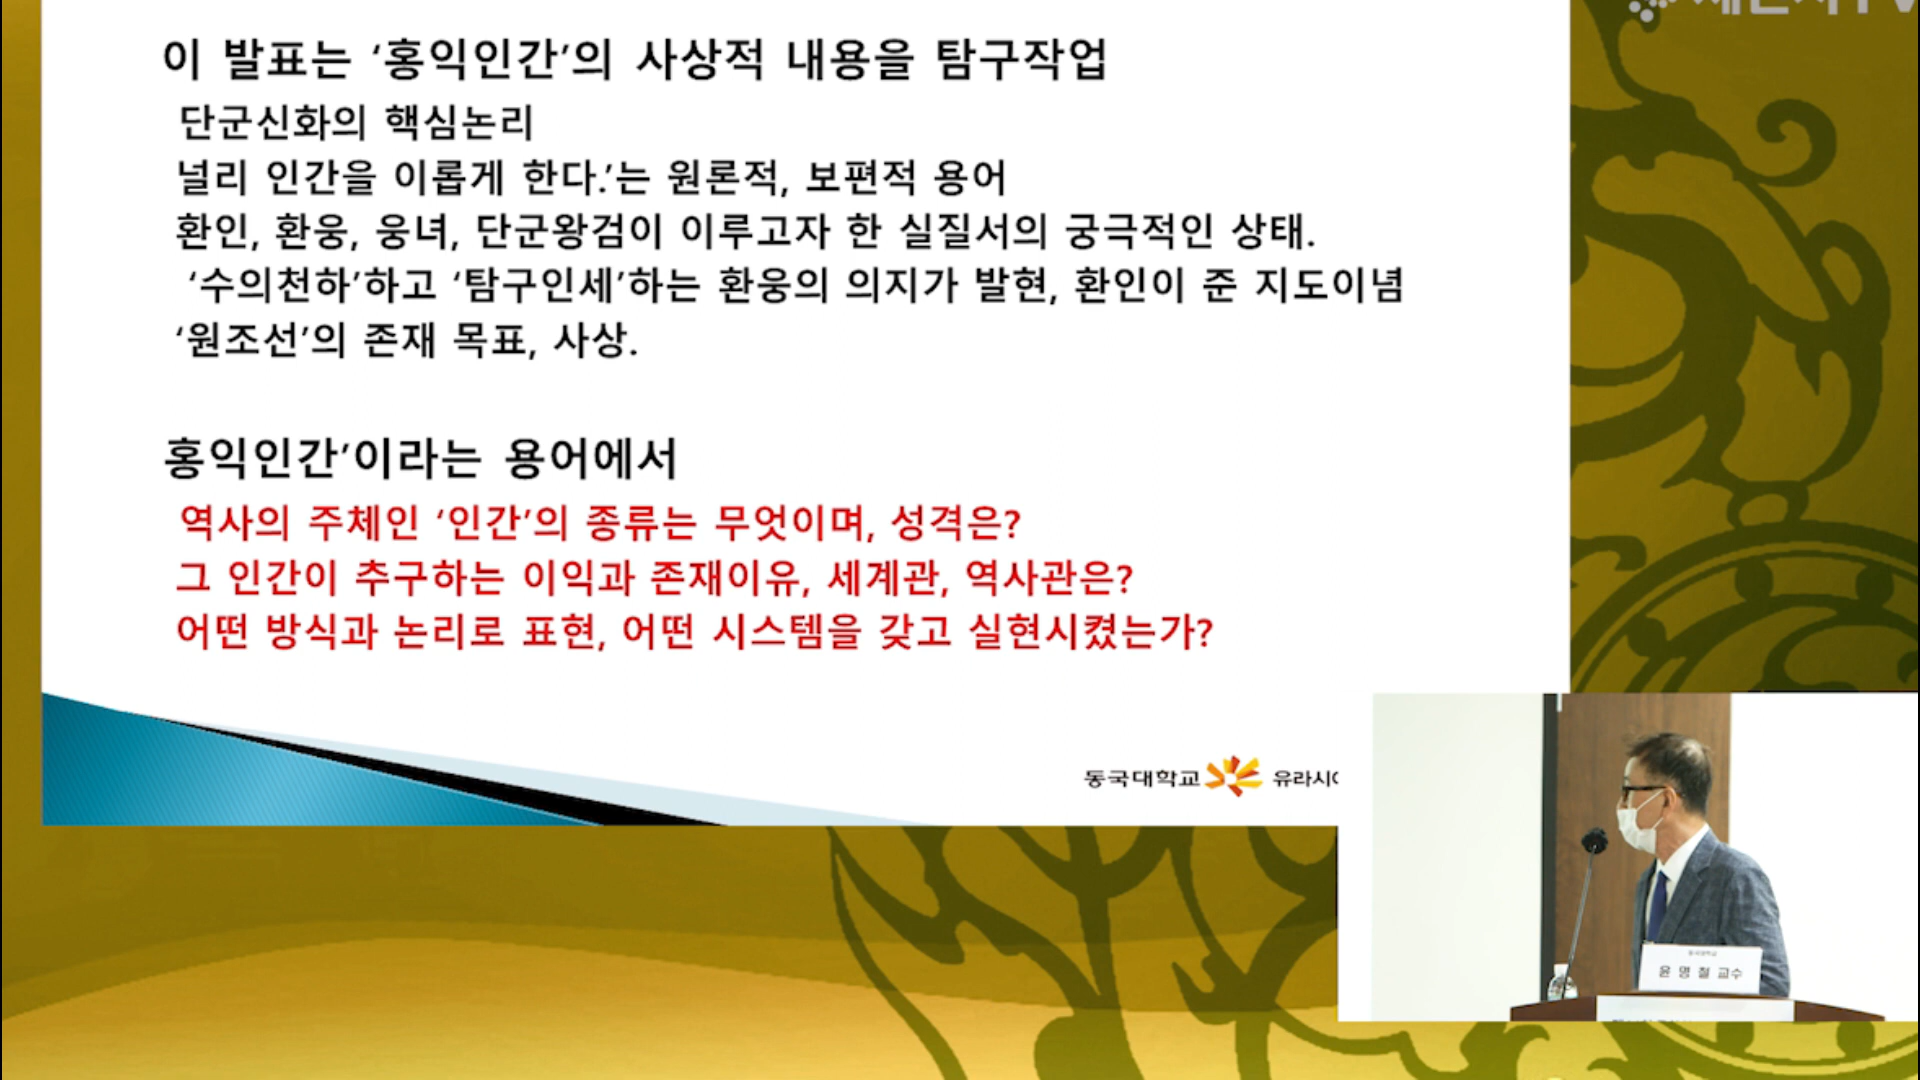 이 발표는 ‘홍익인간’의 사상적 내용을 탐구작업
단군신화의 핵심논리
널리 인간을 이롭게 한다.’는 원론적, 보편적 용어
환인, 환웅, 웅녀, 단군왕검이 이루고자 한 실질서의 궁극적인 상태.
‘수의천하’하고 ‘탐구인세’하는 환웅의 의지가 발현, 환인이 준 지도이념
‘원조선’의 존재 목표, 사상.
홍익인간’이라는 용어에서
역사의 주체인 ‘인간’의 종류는 무엇이며, 성격은?
그 인간이 추구하는 이익과 존재이유, 세계관, 역사관은?
어떤 방식과 논리로 표현, 어떤 시스템을 갖고 실현시켰는가?
동국대학교 유라시아
윤 명 철 교수